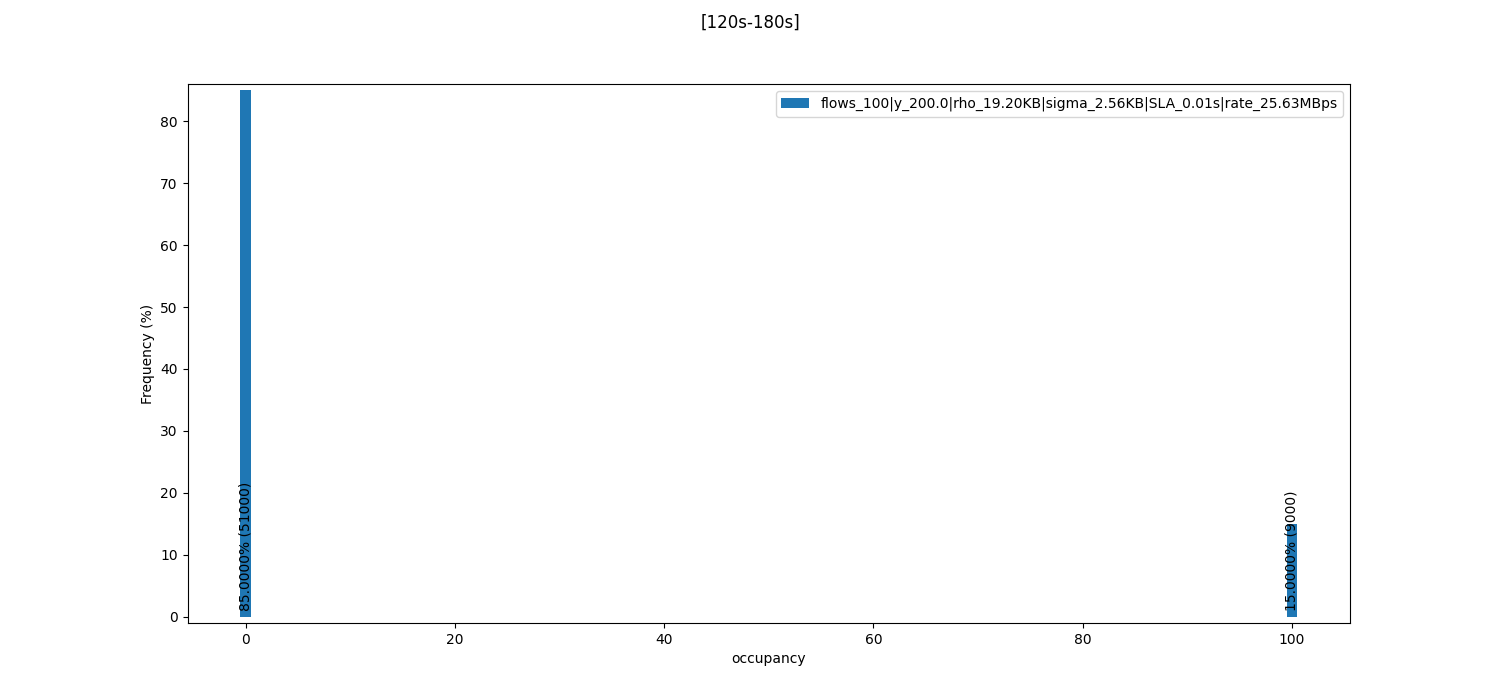 [120s-180s]
flows_100|y_200.0|rho_19.20KB|sigma_2.56KB|SLA_0.01s|rate_25.63MBps
Frequency (%)
80
70
60
50
40
30
20
10
0
85.0000% (51000)
15.0000% (9000)
0 20 40 60 80 100
occupancy